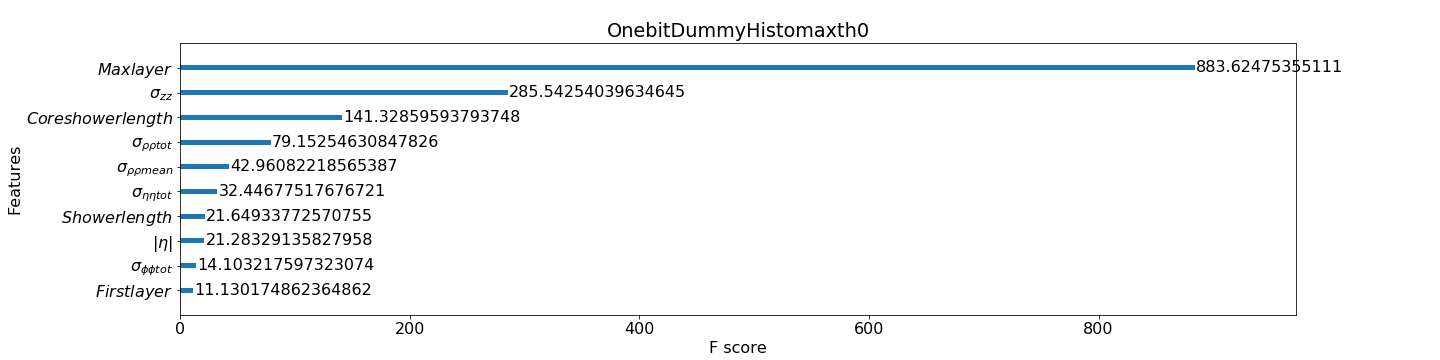 OnebitDummyHistomaxth0
Features
Maxlayer 883.62475355111
σzz 285.54254039634645
Coreshowerlength 141.32859593793748
σρρtot 79.15254630847826
σρρmean 42.96082218565387
σηηtot 32.44677517676721
Showerlength 21.64933772570755
|η| 21.28329135827958
σϕϕtot 14.103217597323074
Firstlayer 11.130174862364862
0 200 400 600 800
F score